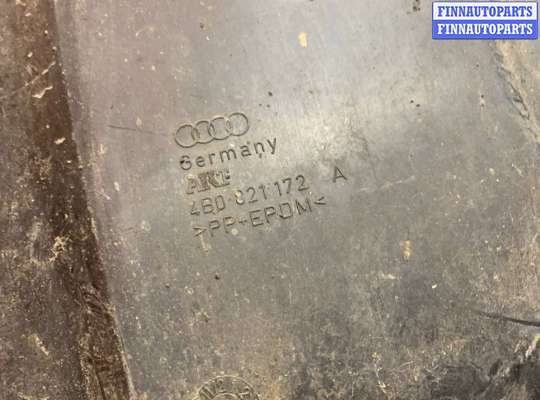 FINNAUTOPARTS
FINNAUTOPARTS
Germany
4B0 821 172 A
>PP+EPDM<